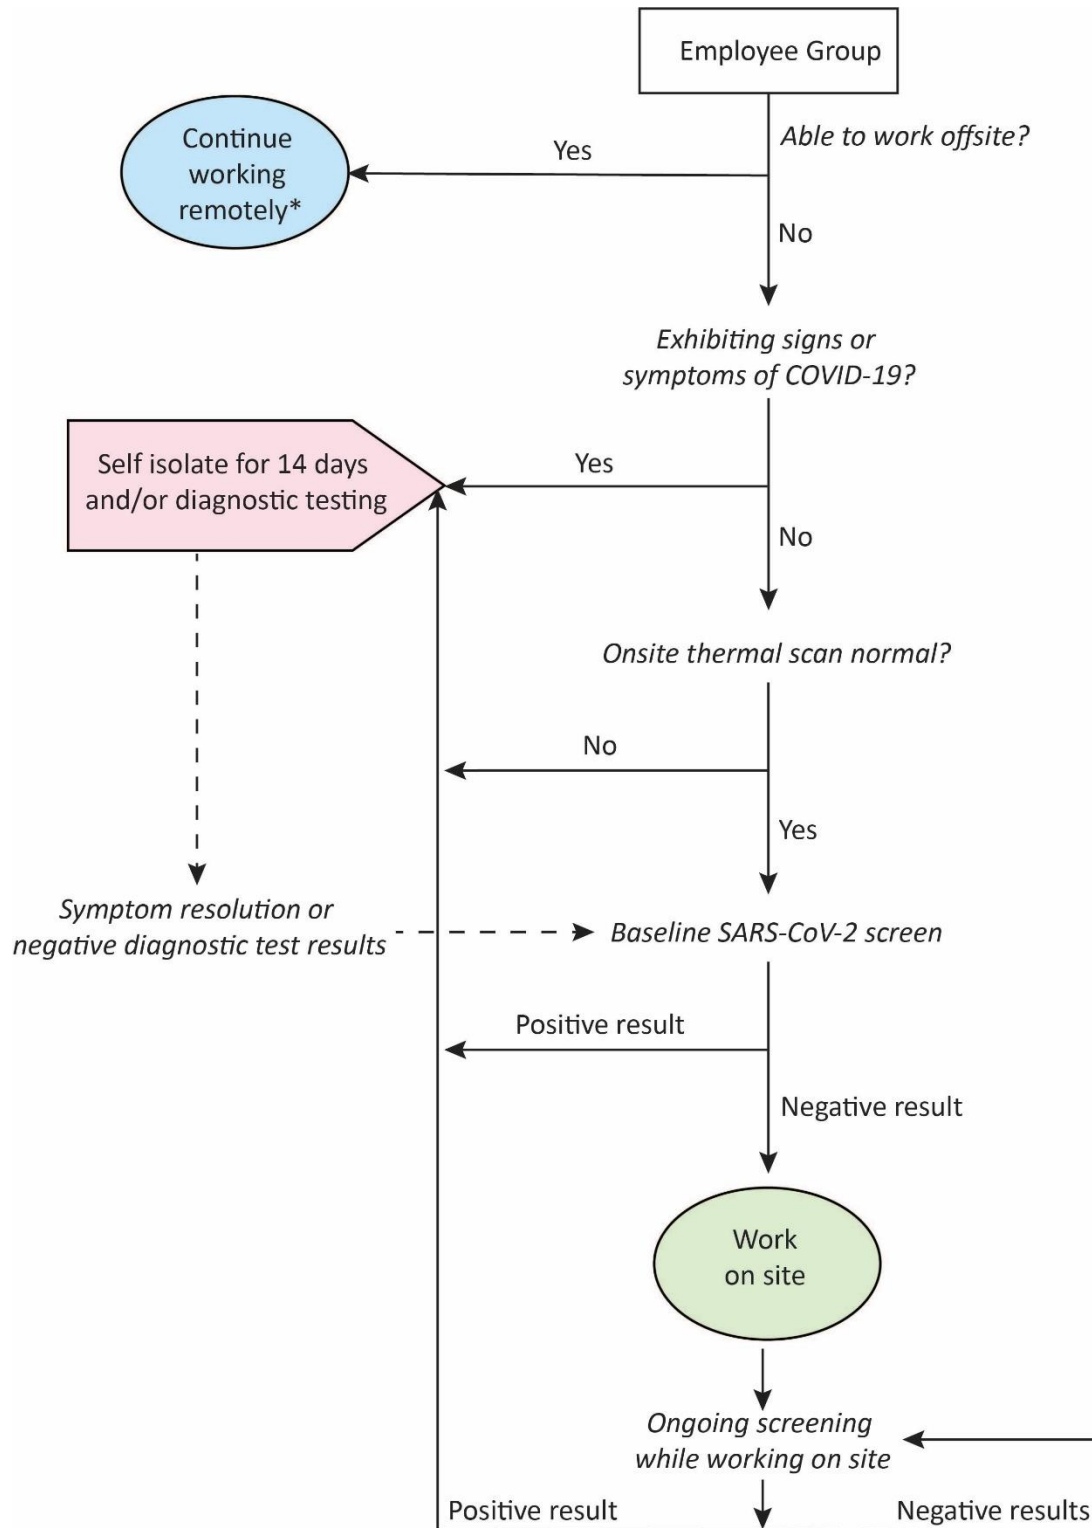 Employee Group
Able to work offsite?
Yes
Continue
working
remotely*
No
Exhibiting signs or
symptoms of COVID-19?
Self isolate for 14 days
and/or diagnostic testing
Yes
No
Onsite thermal scan normal?
No
Yes
Symptom resolution or
negative diagnostic test results
Baseline SARS-CoV-2 screen
Positive result
Negative result
Work
on site
Ongoing screening
while working on site
Positive result
Negative results